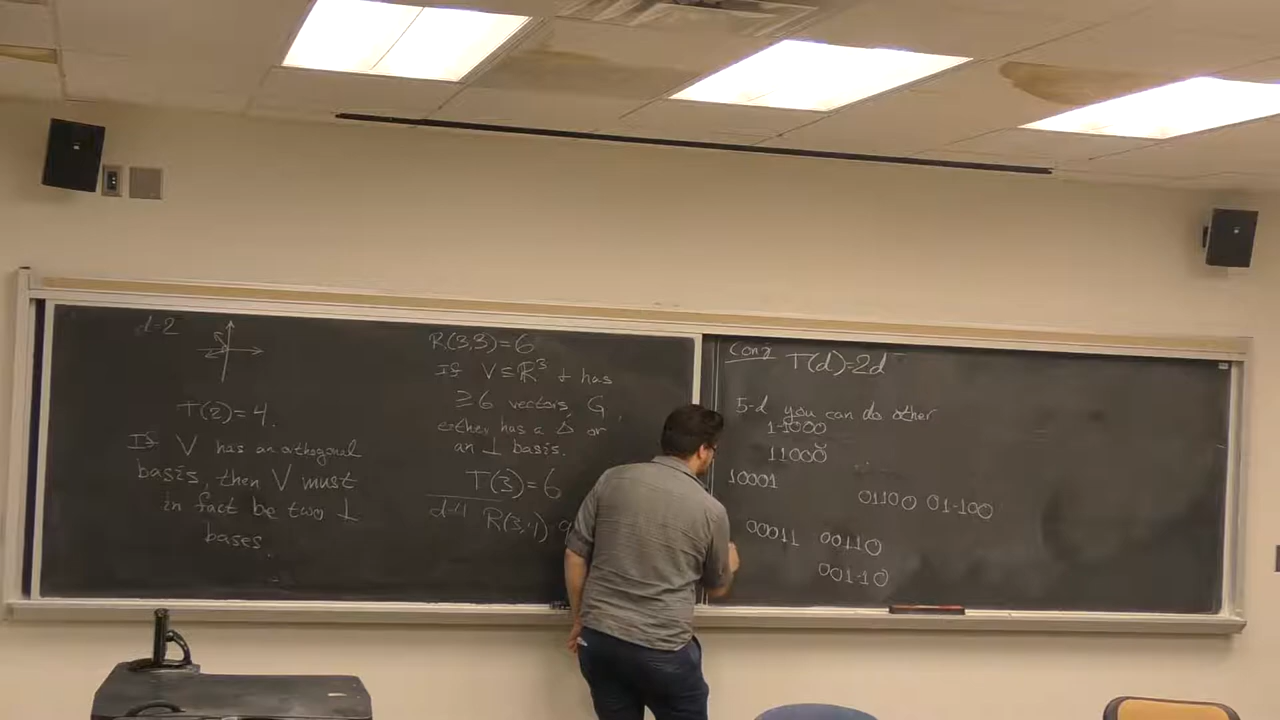 d=2
T(2)=4.
If V has an othogonal
basis, then V must
in fact be two ⊥
bases.
R(3,3)=6
If V⊆R³ + has
≥6 vectors, G
either has a △ or
an ⊥ basis.
T(3)=6
d=4 R(3,4)
Conj T(d)=2d
5-d you can do other
1-1000
11000
10001
01100 01-100
00011 00110
001-10